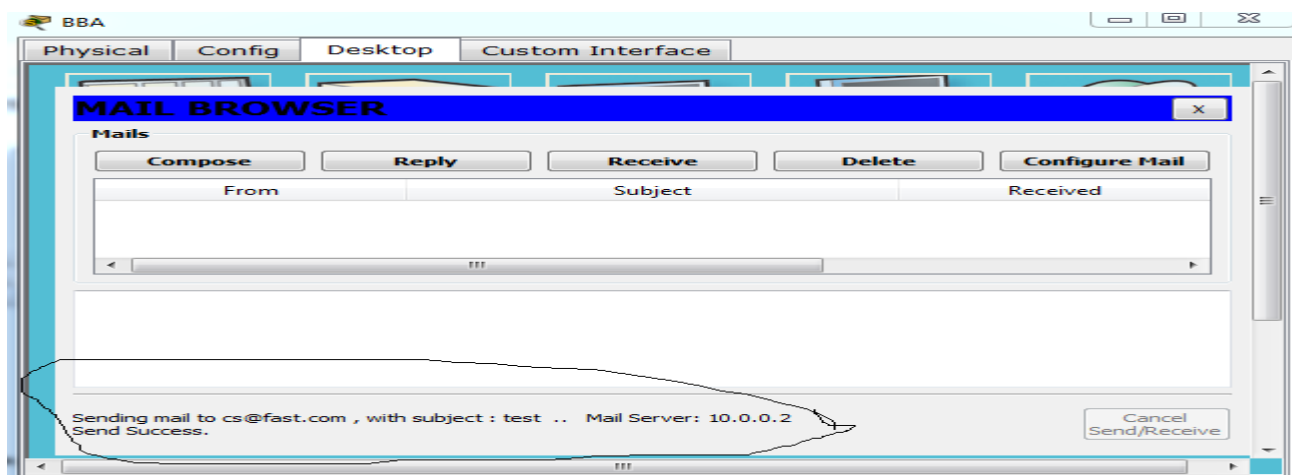 BBA
Physical Config Desktop Custom Interface
MAIL BROWSER X
Mails
Compose Reply Receive Delete Configure Mail
From Subject Received
Sending mail to cs@fast.com , with subject : test .. Mail Server: 10.0.0.2
Send Success.
Cancel
Send/Receive